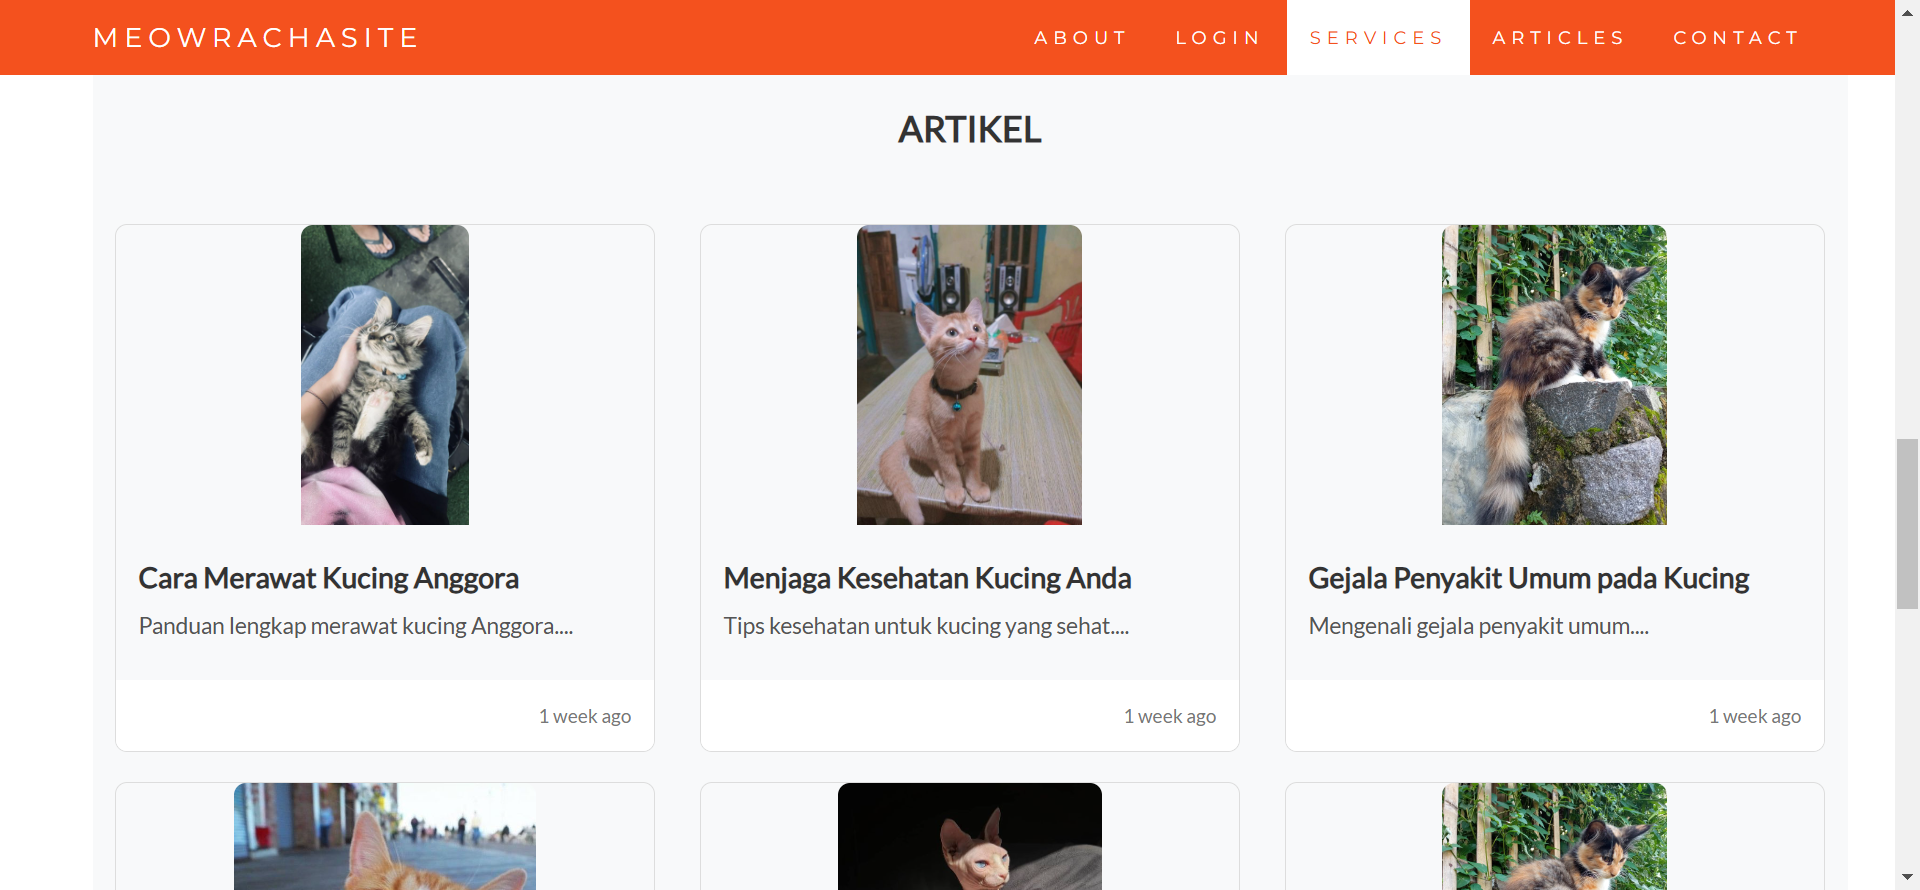 MEOWRACHASITE
ABOUT
LOGIN
SERVICES
ARTICLES
CONTACT
ARTIKEL
Cara Merawat Kucing Anggora
Panduan lengkap merawat kucing Anggora....
1 week ago
Menjaga Kesehatan Kucing Anda
Tips kesehatan untuk kucing yang sehat....
1 week ago
Gejala Penyakit Umum pada Kucing
Mengenali gejala penyakit umum....
1 week ago